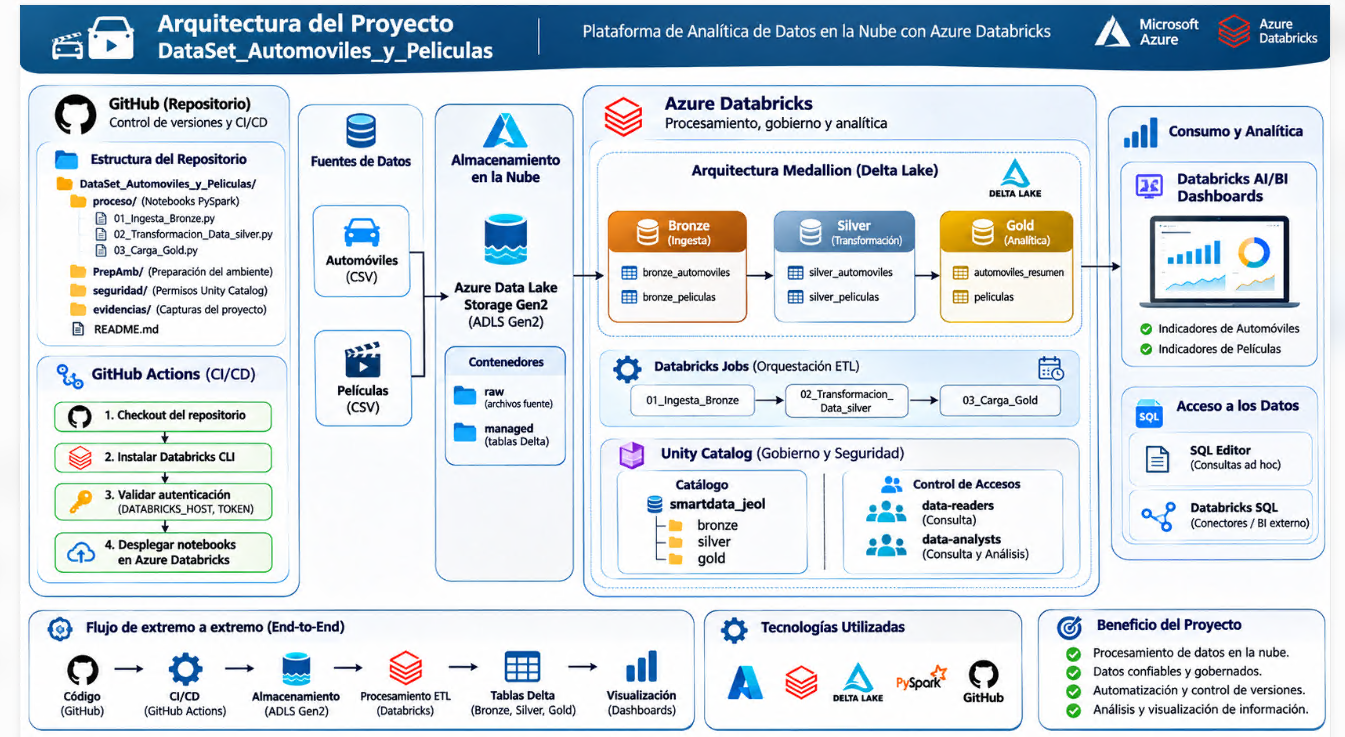 Arquitectura del Proyecto
DataSet_Automoviles_y_Peliculas
Plataforma de Analítica de Datos en la Nube con Azure Databricks
Microsoft
Azure
Azure
Databricks
GitHub (Repositorio)
Control de versiones y CI/CD
Estructura del Repositorio
DataSet_Automoviles_y_Peliculas/
proceso/ (Notebooks PySpark)
01_Ingesta_Bronze.py
02_Transformacion_Data_silver.py
03_Carga_Gold.py
PrepAmb/ (Preparación del ambiente)
seguridad/ (Permisos Unity Catalog)
evidencias/ (Capturas del proyecto)
README.md
GitHub Actions (CI/CD)
1. Checkout del repositorio
2. Instalar Databricks CLI
3. Validar autenticación
(DATABRICKS_HOST, TOKEN)
4. Desplegar notebooks
en Azure Databricks
Fuentes de Datos
Automóviles
(CSV)
Películas
(CSV)
Almacenamiento
en la Nube
Azure Data Lake
Storage Gen2
(ADLS Gen2)
Contenedores
raw
(archivos fuente)
managed
(tablas Delta)
Azure Databricks
Procesamiento, gobierno y analítica
Arquitectura Medallion (Delta Lake)
DELTA LAKE
Bronze
(Ingesta)
bronze_automoviles
bronze_peliculas
Silver
(Transformación)
silver_automoviles
silver_peliculas
Gold
(Analítica)
automoviles_resumen
peliculas
Databricks Jobs (Orquestación ETL)
01_Ingesta_Bronze
02_Transformacion_
Data_silver
03_Carga_Gold
Unity Catalog (Gobierno y Seguridad)
Catálogo
smartdata_jeol
bronze
silver
gold
Control de Accesos
data-readers
(Consulta)
data-analysts
(Consulta y Análisis)
Consumo y Analítica
Databricks AI/BI
Dashboards
Indicadores de Automóviles
Indicadores de Películas
SQL
Acceso a los Datos
SQL Editor
(Consultas ad hoc)
Databricks SQL
(Conectores / BI externo)
Flujo de extremo a extremo (End-to-End)
Código
(GitHub)
CI/CD
(GitHub Actions)
Almacenamiento
(ADLS Gen2)
Procesamiento ETL
(Databricks)
Tablas Delta
(Bronze, Silver, Gold)
Visualización
(Dashboards)
Tecnologías Utilizadas
DELTA LAKE
PySpark
GitHub
Beneficio del Proyecto
Procesamiento de datos en la nube.
Datos confiables y gobernados.
Automatización y control de versiones.
Análisis y visualización de información.